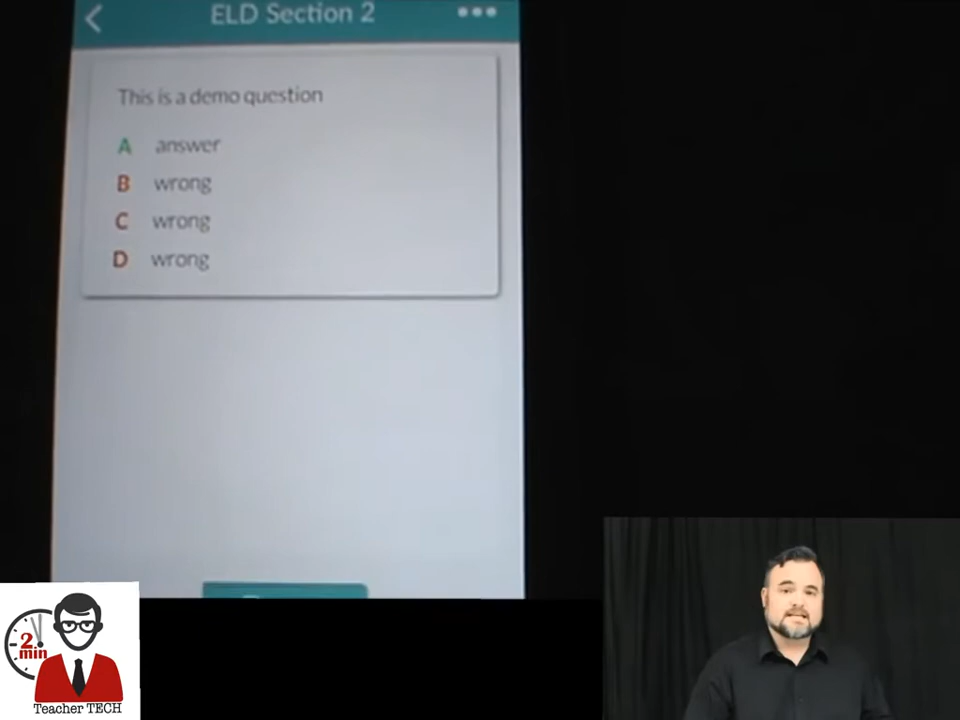 ELD Section 2
This is a demo question
A answer
B wrong
C wrong
D wrong
2
min
Teacher TECH